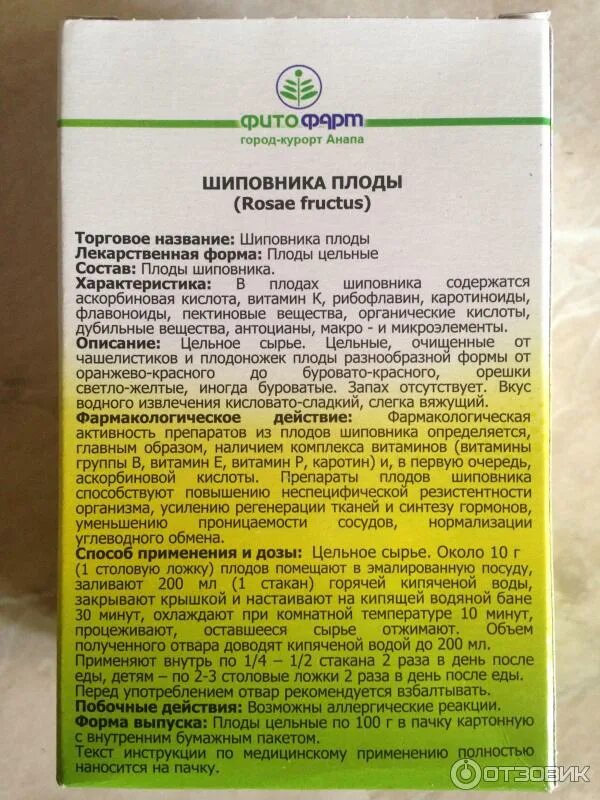 ФИТОФАРМ
город-курорт Анапа
ШИПОВНИКА ПЛОДЫ
(Rosae fructus)
Торговое название: Шиповника плоды
Лекарственная форма: Плоды цельные
Состав: Плоды шиповника.
Характеристика: В плодах шиповника содержатся
аскорбиновая кислота, витамин К, рибофлавин, каротиноиды,
флавоноиды, пектиновые вещества, органические кислоты,
дубильные вещества, антоцианы, макро - и микроэлементы.
Описание: Цельное сырье. Цельные, очищенные от
чашелистиков и плодоножек плоды разнообразной формы от
оранжево-красного до буровато-красного, орешки
светло-желтые, иногда буроватые. Запах отсутствует. Вкус
водного извлечения кисловато-сладкий, слегка вяжущий.
Фармакологическое действие: Фармакологическая
активность препаратов из плодов шиповника определяется,
главным образом, наличием комплекса витаминов (витамины
группы В, витамин Е, витамин Р, каротин) и, в первую очередь,
аскорбиновой кислоты. Препараты плодов шиповника
способствуют повышению неспецифической резистентности
организма, усилению регенерации тканей и синтезу гормонов,
уменьшению проницаемости сосудов, нормализации
углеводного обмена.
Способ применения и дозы: Цельное сырье. Около 10 г
(1 столовую ложку) плодов помещают в эмалированную посуду,
заливают 200 мл (1 стакан) горячей кипяченой воды,
закрывают крышкой и настаивают на кипящей водяной бане
30 минут, охлаждают при комнатной температуре 10 минут,
процеживают, оставшееся сырье отжимают. Объем
полученного отвара доводят кипяченой водой до 200 мл.
Применяют внутрь по 1/4 – 1/2 стакана 2 раза в день после
еды, детям – по 2-3 столовые ложки 2 раза в день после еды.
Перед употреблением отвар рекомендуется взбалтывать.
Побочные действия: Возможны аллергические реакции.
Форма выпуска: Плоды цельные по 100 г в пачку картонную
с внутренним бумажным пакетом.
Текст инструкции по медицинскому применению полностью
наносится на пачку.
ОТЗОВИК